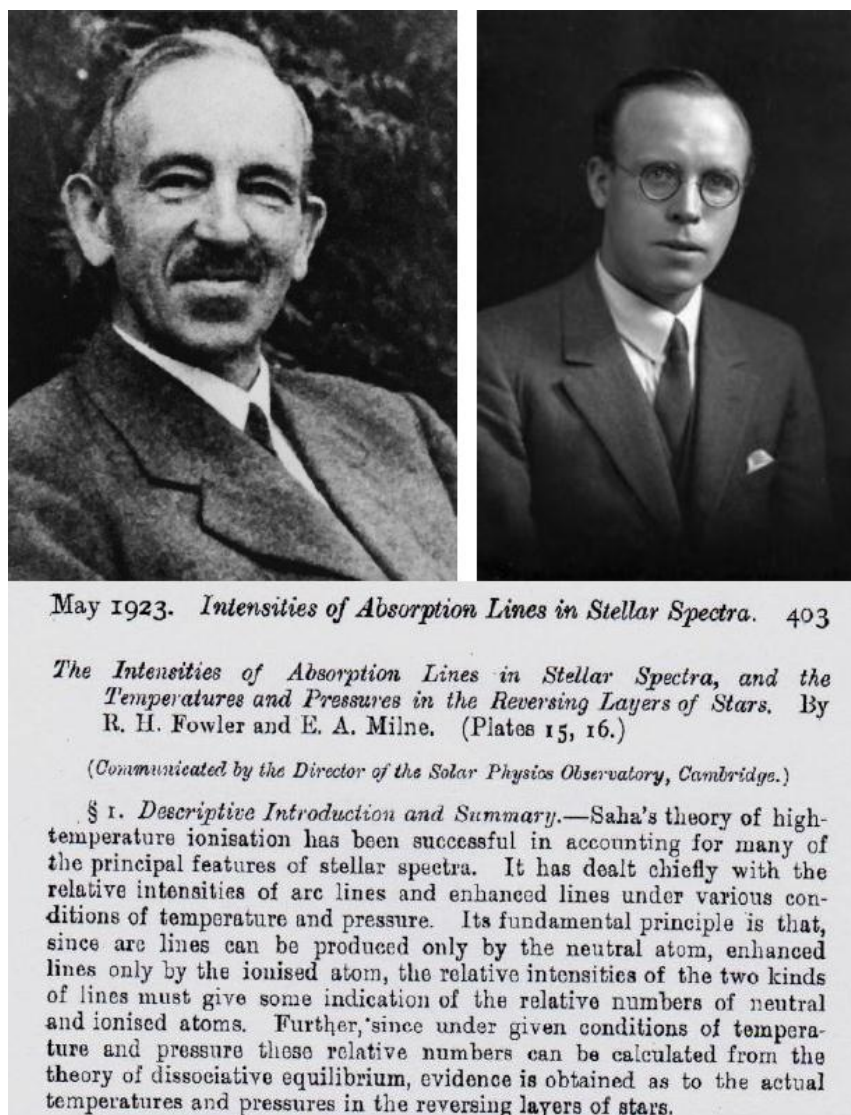 May 1923. Intensities of Absorption Lines in Stellar Spectra. 403
The Intensities of Absorption Lines in Stellar Spectra, and the
Temperatures and Pressures in the Reversing Layers of Stars. By
R. H. Fowler and E. A. Milne. (Plates 15, 16.)
(Communicated by the Director of the Solar Physics Observatory, Cambridge.)
§ 1. Descriptive Introduction and Summary.—Saha's theory of high-
temperature ionisation has been successful in accounting for many of
the principal features of stellar spectra. It has dealt chiefly with the
relative intensities of arc lines and enhanced lines under various con-
ditions of temperature and pressure. Its fundamental principle is that,
since arc lines can be produced only by the neutral atom, enhanced
lines only by the ionised atom, the relative intensities of the two kinds
of lines must give some indication of the relative numbers of neutral
and ionised atoms. Further, since under given conditions of tempera-
ture and pressure these relative numbers can be calculated from the
theory of dissociative equilibrium, evidence is obtained as to the actual
temperatures and pressures in the reversing layers of stars.